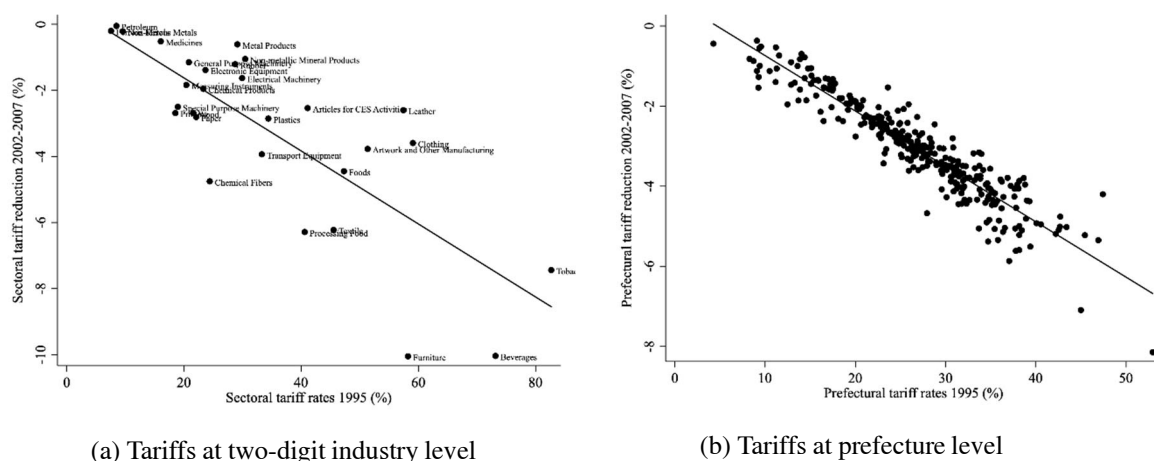 Sectoral tariff reduction 2002-2007 (%)
0
-2
-4
-6
-8
-10
Petroleum
Non-ferrous Metals
Medicines
Metal Products
Non-metallic Mineral Products
General Purpose Machinery
Rubber
Electronic Equipment
Electrical Machinery
Measuring Instruments
Chemical Products
Special Purpose Machinery
Articles for CES Activities
Leather
Paper
Plastics
Clothing
Transport Equipment
Artwork and Other Manufacturing
Foods
Chemical Fibers
Processing Food
Textile
Tobac
Furniture
Beverages
0 20 40 60 80
Sectoral tariff rates 1995 (%)
(a) Tariffs at two-digit industry level
Prefectural tariff reduction 2002-2007 (%)
0
-2
-4
-6
-8
0 10 20 30 40 50
Prefectural tariff rates 1995 (%)
(b) Tariffs at prefecture level